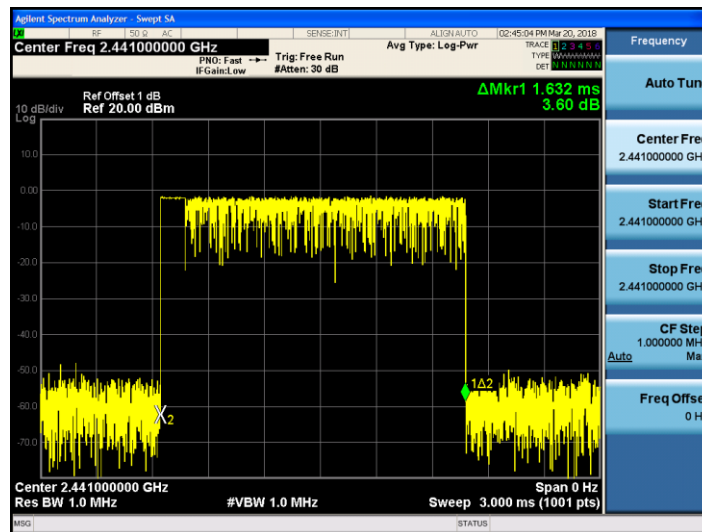 Agilent Spectrum Analyzer - Swept SA
RF 50 Ω AC SENSE:INT ALIGN AUTO 02:45:04 PM Mar 20, 2018
Center Freq 2.441000000 GHz Avg Type: Log-Pwr TRACE 1 2 3 4 5 6
PNO: Fast Trig: Free Run TYPE
IFGain:Low #Atten: 30 dB DET N N N N N N
ΔMkr1 1.632 ms
3.60 dB
Ref Offset 1 dB
10 dB/div Ref 20.00 dBm
Log
10.0
0.00
-10.0
-20.0
-30.0
-40.0
-50.0
-60.0
-70.0
1Δ2
2
Center 2.441000000 GHz Span 0 Hz
Res BW 1.0 MHz #VBW 1.0 MHz Sweep 3.000 ms (1001 pts)
MSG STATUS
Frequency
Auto Tun
Center Fre
2.441000000 GH
Start Fre
2.441000000 GH
Stop Fre
2.441000000 GH
CF Ste
1.000000 MH
Auto Ma
Freq Offse
0 H